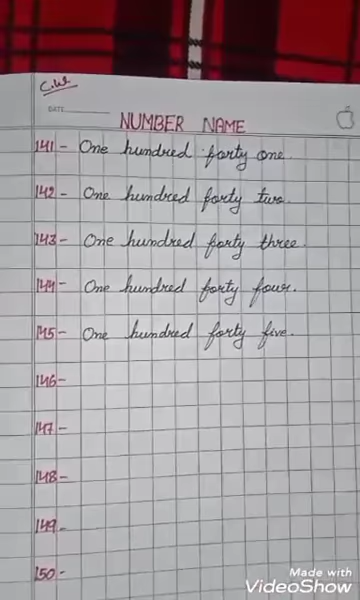 C.W
DATE
NUMBER NAME
141- One hundred forty one.
142- One hundred forty two.
143- One hundred forty three.
144- One hundred forty four.
145- One hundred forty five.
146-
147-
148-
149-
150-
Made with
VideoShow